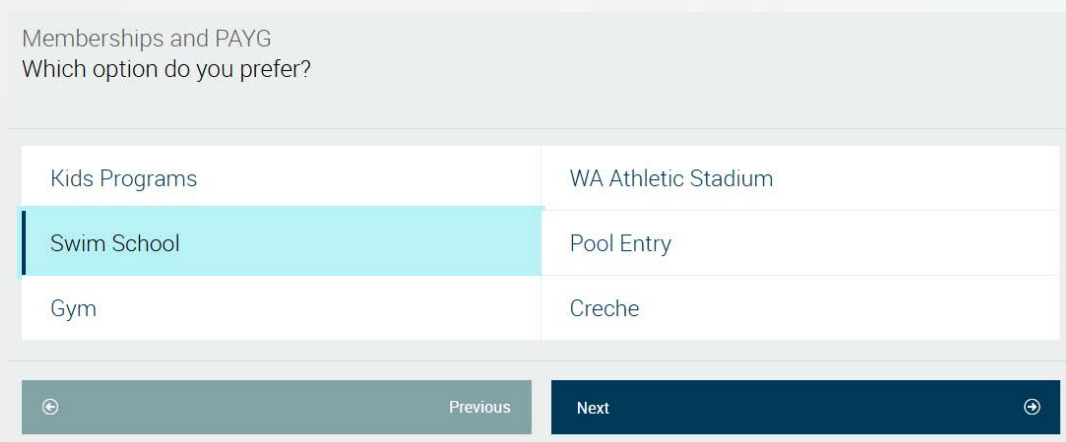 Memberships and PAYG
Which option do you prefer?
Kids Programs
WA Athletic Stadium
Swim School
Pool Entry
Gym
Creche
Previous
Next